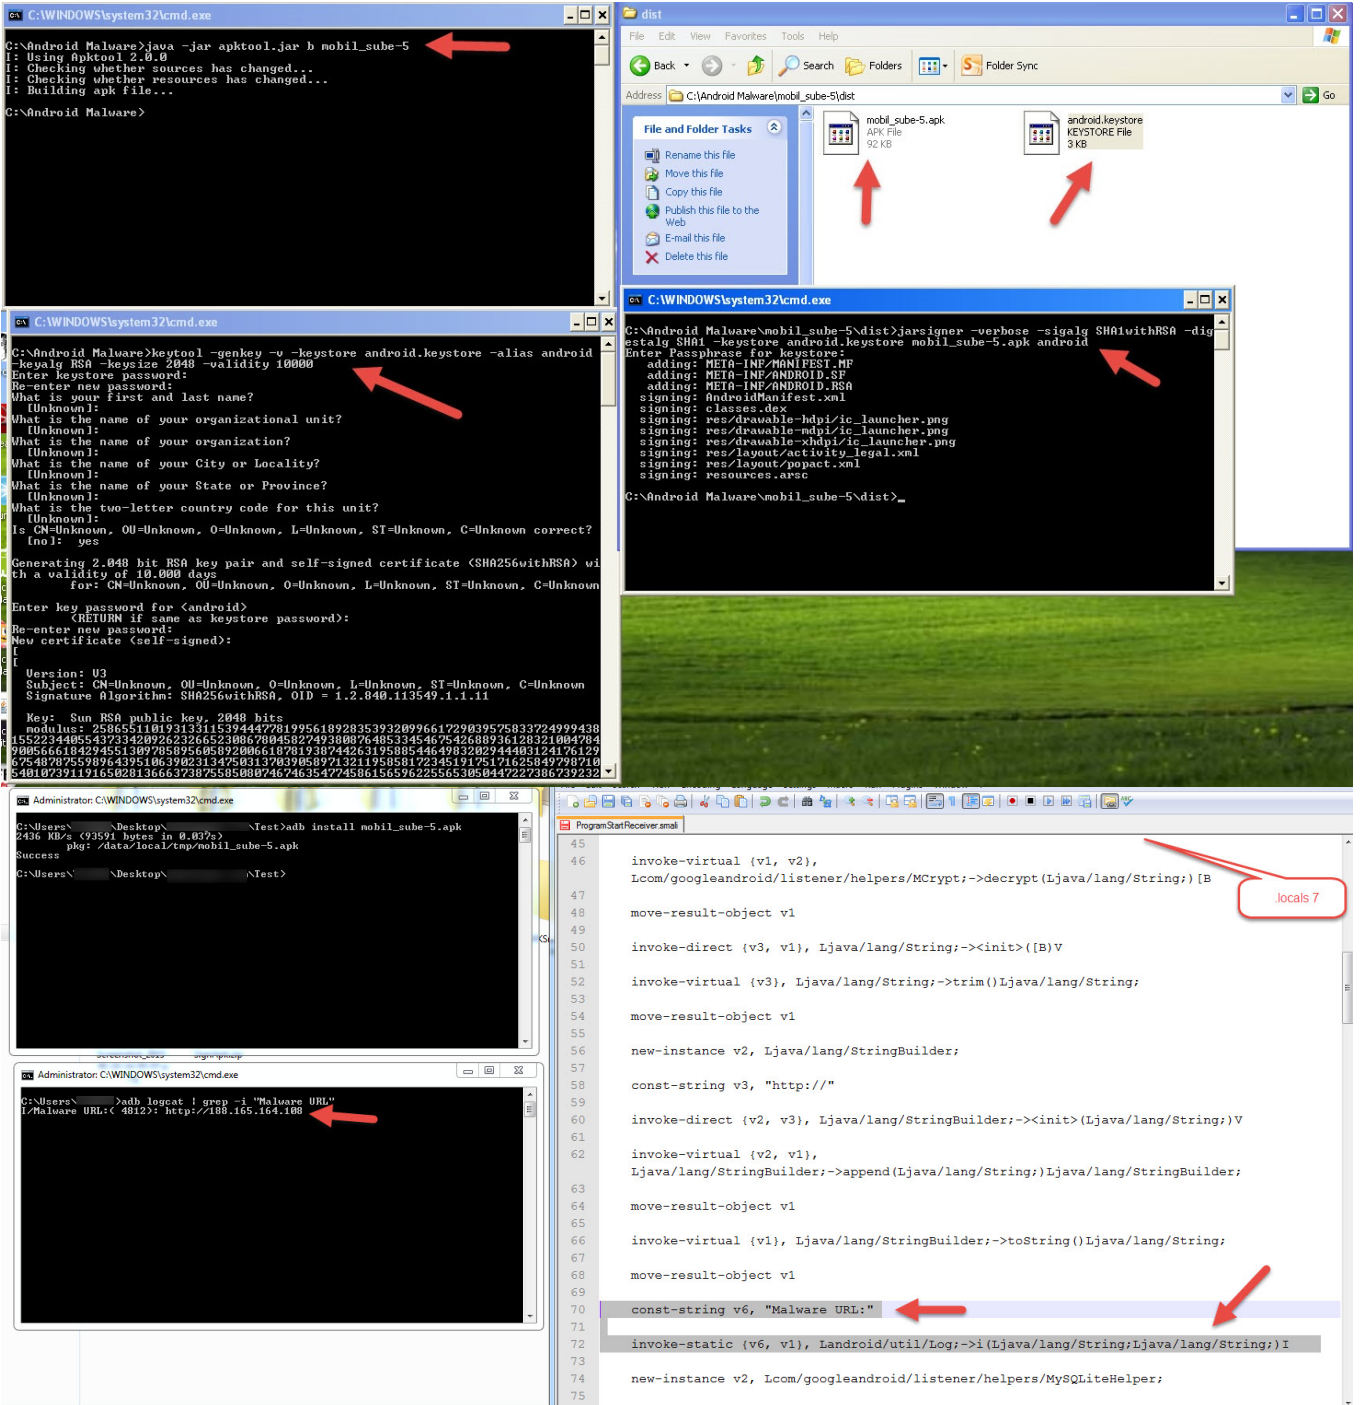 C:\WINDOWS\system32\cmd.exe
C:\Android Malware>java -jar apktool.jar b mobil_sube-5
I: Using Apktool 2.0.0
I: Checking whether sources has changed...
I: Checking whether resources has changed...
I: Building apk file...
C:\Android Malware>
dist
File Edit View Favorites Tools Help
Back Search Folders Folder Sync
Address C:\Android Malware\mobil_sube-5\dist Go
File and Folder Tasks
Rename this file
Move this file
Copy this file
Publish this file to the
Web
E-mail this file
Delete this file
mobil_sube-5.apk
APK File
92 KB
android.keystore
KEYSTORE File
3 KB
C:\WINDOWS\system32\cmd.exe
C:\Android Malware>keytool -genkey -v -keystore android.keystore -alias android
-keyalg RSA -keysize 2048 -validity 10000
Enter keystore password:
Re-enter new password:
What is your first and last name?
[Unknown]:
What is the name of your organizational unit?
[Unknown]:
What is the name of your organization?
[Unknown]:
What is the name of your City or Locality?
[Unknown]:
What is the name of your State or Province?
[Unknown]:
What is the two-letter country code for this unit?
[Unknown]:
Is CN=Unknown, OU=Unknown, O=Unknown, L=Unknown, ST=Unknown, C=Unknown correct?
[no]: yes
Generating 2.048 bit RSA key pair and self-signed certificate (SHA256withRSA) wi
th a validity of 10.000 days
for: CN=Unknown, OU=Unknown, O=Unknown, L=Unknown, ST=Unknown, C=Unknown
Enter key password for <android>
(RETURN if same as keystore password):
Re-enter new password:
New certificate (self-signed):
[
[
Version: V3
Subject: CN=Unknown, OU=Unknown, O=Unknown, L=Unknown, ST=Unknown, C=Unknown
Signature Algorithm: SHA256withRSA, OID = 1.2.840.113549.1.1.11
Key: Sun RSA public key, 2048 bits
modulus:
C:\WINDOWS\system32\cmd.exe
C:\Android Malware\mobil_sube-5\dist>jarsigner -verbose -sigalg SHA1withRSA -dig
estalg SHA1 -keystore android.keystore mobil_sube-5.apk android
Enter Passphrase for keystore:
adding: META-INF/MANIFEST.MF
adding: META-INF/ANDROID.SF
adding: META-INF/ANDROID.RSA
signing: AndroidManifest.xml
signing: classes.dex
signing: res/drawable-hdpi/ic_launcher.png
signing: res/drawable-mdpi/ic_launcher.png
signing: res/drawable-xhdpi/ic_launcher.png
signing: res/layout/activity_legal.xml
signing: res/layout/popact.xml
signing: resources.arsc
C:\Android Malware\mobil_sube-5\dist>_
Administrator: C:\WINDOWS\system32\cmd.exe
C:\Users\ \Desktop\ \Test>adb install mobil_sube-5.apk
2436 KB/s (93591 bytes in 0.037s)
pkg: /data/local/tmp/mobil_sube-5.apk
Success
C:\Users\ \Desktop\ \Test>
Administrator: C:\WINDOWS\system32\cmd.exe
C:\Users\ >adb logcat | grep -i "Malware URL"
I/Malware URL:( 4812): http://188.165.164.108
ProgramStartReceiver.smali
.locals 7
45
46 invoke-virtual {v1, v2},
Lcom/googleandroid/listener/helpers/MCrypt;->decrypt(Ljava/lang/String;)[B
47
48 move-result-object v1
49
50 invoke-direct {v3, v1}, Ljava/lang/String;-><init>([B)V
51
52 invoke-virtual {v3}, Ljava/lang/String;->trim()Ljava/lang/String;
53
54 move-result-object v1
55
56 new-instance v2, Ljava/lang/StringBuilder;
57
58 const-string v3, "http://"
59
60 invoke-direct {v2, v3}, Ljava/lang/StringBuilder;-><init>(Ljava/lang/String;)V
61
62 invoke-virtual {v2, v1},
Ljava/lang/StringBuilder;->append(Ljava/lang/String;)Ljava/lang/StringBuilder;
63
64 move-result-object v1
65
66 invoke-virtual {v1}, Ljava/lang/StringBuilder;->toString()Ljava/lang/String;
67
68 move-result-object v1
69
70 const-string v6, "Malware URL:"
71
72 invoke-static {v6, v1}, Landroid/util/Log;->i(Ljava/lang/String;Ljava/lang/String;)I
73
74 new-instance v2, Lcom/googleandroid/listener/helpers/MySQLiteHelper;
75